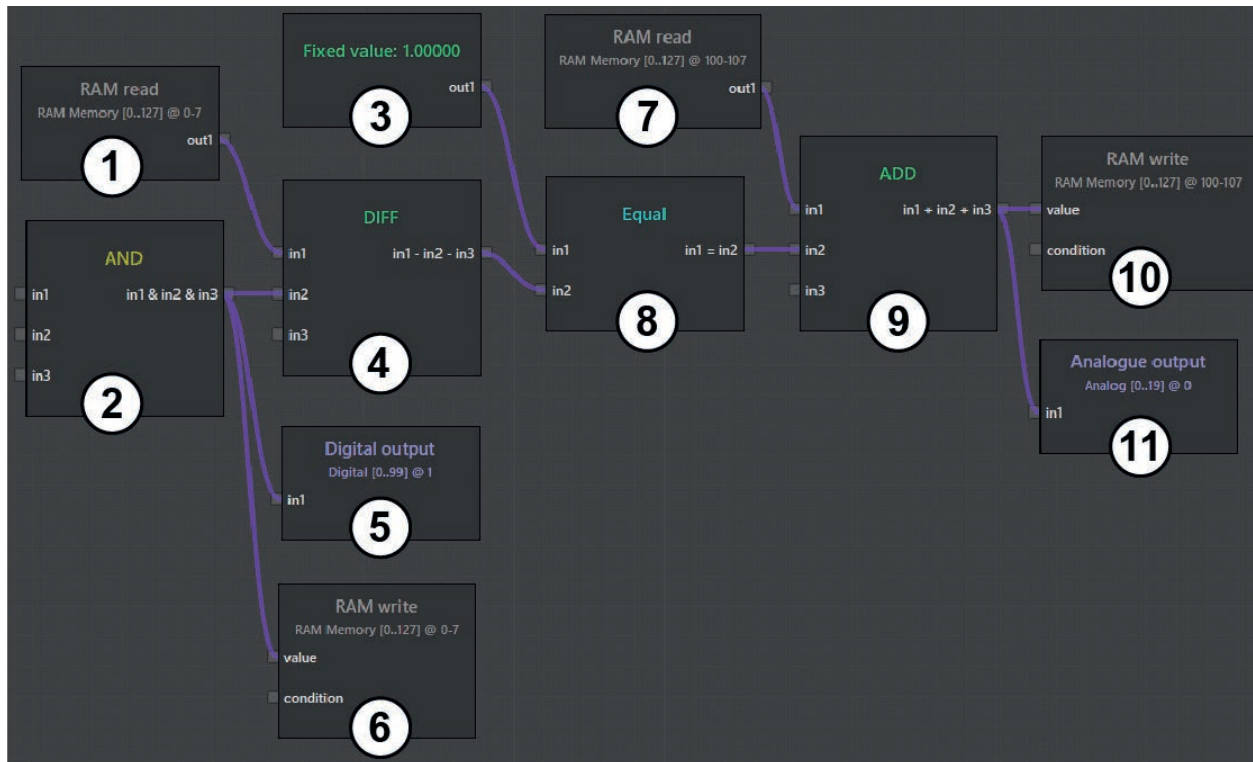 RAM read
RAM Memory [0..127] @ 0-7
out1
1
AND
in1
in1 & in2 & in3
in2
in3
2
Fixed value: 1.00000
out1
3
DIFF
in1
in1 - in2 - in3
in2
in3
4
Digital output
Digital [0..99] @ 1
in1
5
RAM write
RAM Memory [0..127] @ 0-7
value
condition
6
RAM read
RAM Memory [0..127] @ 100-107
out1
7
Equal
in1
in1 = in2
in2
8
ADD
in1
in1 + in2 + in3
in2
in3
9
RAM write
RAM Memory [0..127] @ 100-107
value
condition
10
Analogue output
Analog [0..19] @ 0
in1
11